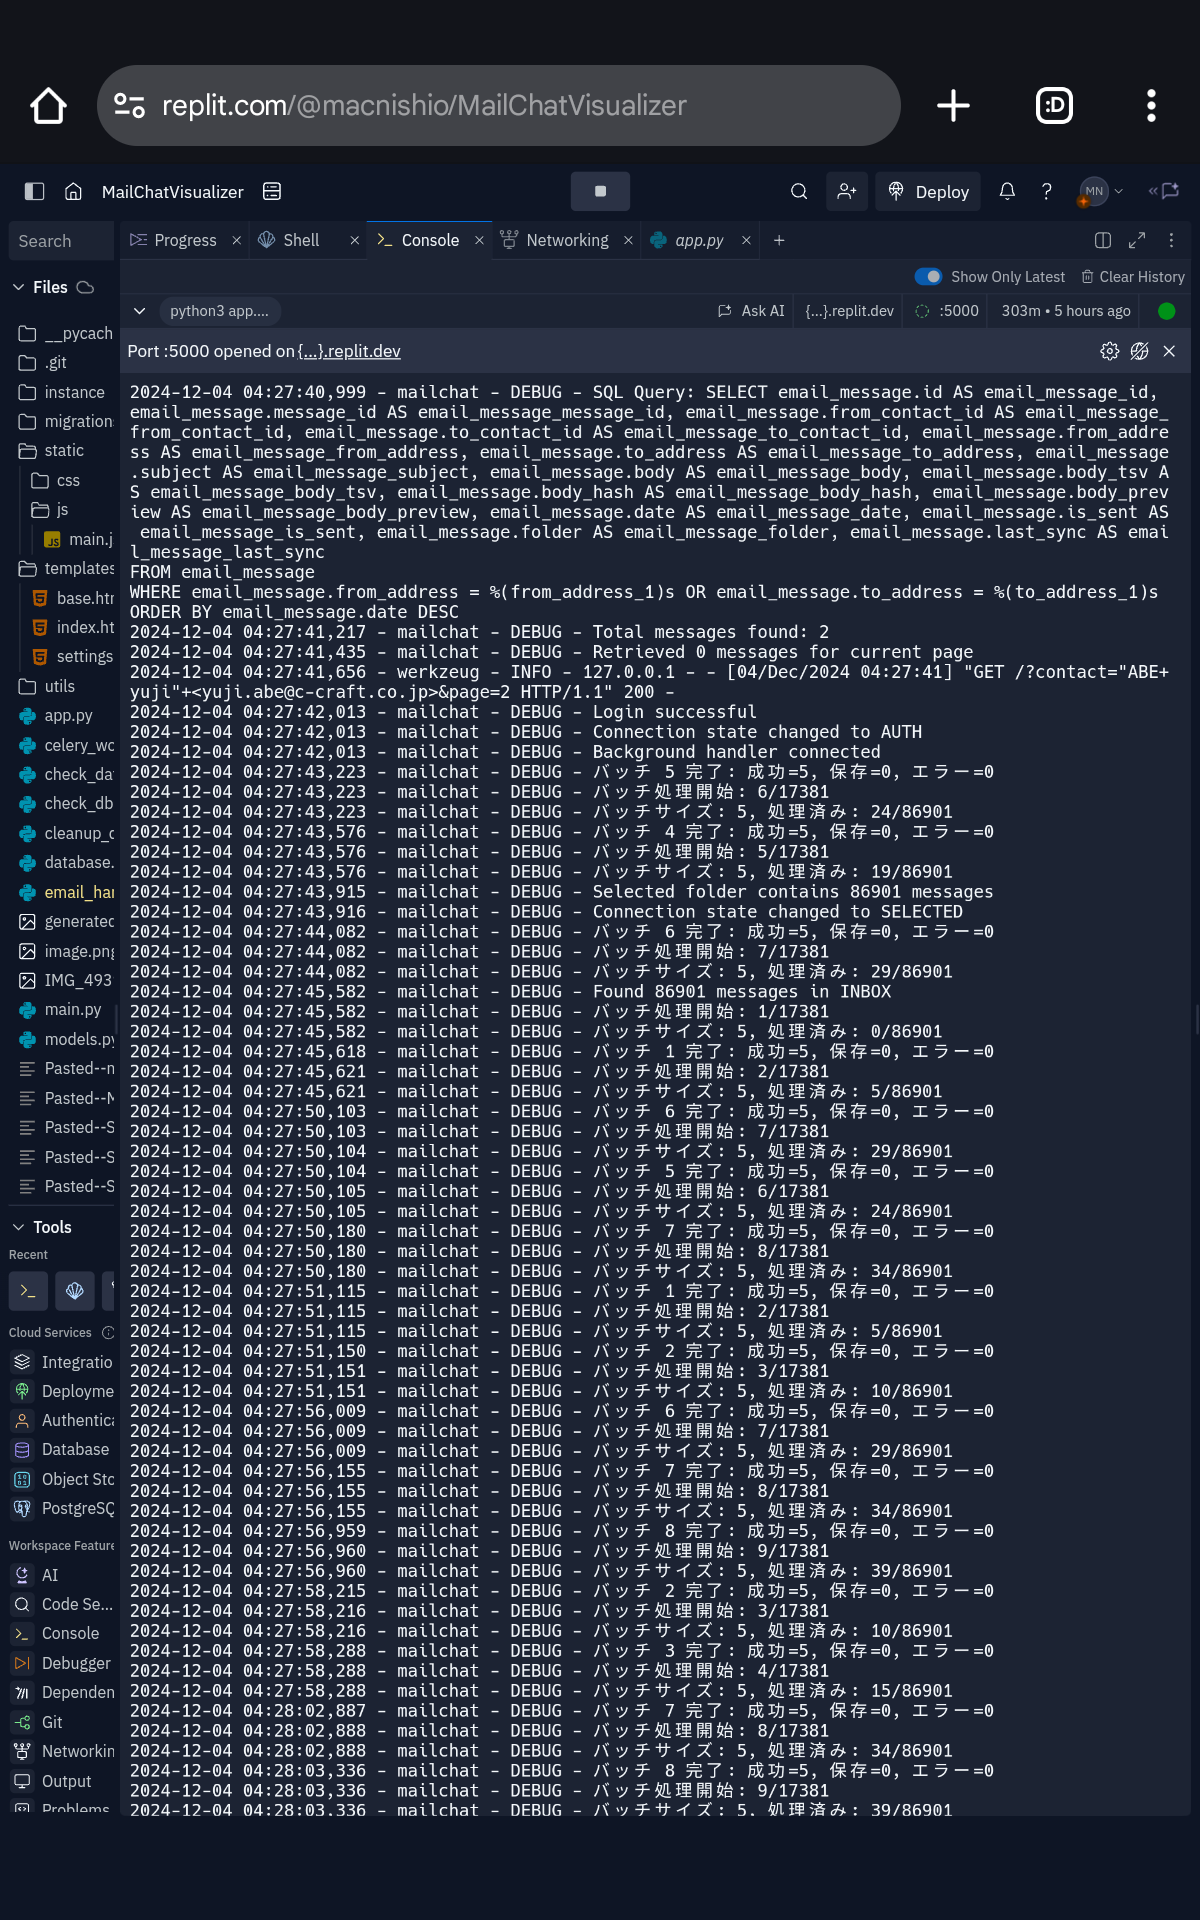 replit.com/@macnishio/MailChatVisualizer
:D
MailChatVisualizer
Deploy
?
MN
Search
Progress
Shell
Console
Networking
app.py
Show Only Latest
Clear History
Files
python3 app....
Ask AI
{...}.replit.dev
:5000
303m • 5 hours ago
Port :5000 opened on {...}.replit.dev
__pycach
.git
instance
migration
static
css
js
JS main.j
templates
base.htm
index.ht
settings
utils
app.py
celery_wo
check_da
check_db
cleanup_c
database.
email_har
generated
image.png
IMG_493
main.py
models.py
Pasted--m
Pasted--M
Pasted--S
Pasted--S
Pasted--S
Tools
Recent
Cloud Services
Integratio
Deployme
Authentica
Database
Object Sto
PostgreSQ
Workspace Feature
AI
Code Se...
Console
Debugger
Dependen
Git
Networkin
Output
Problems
2024-12-04 04:27:40,999 - mailchat - DEBUG - SQL Query: SELECT email_message.id AS email_message_id,
email_message.message_id AS email_message_message_id, email_message.from_contact_id AS email_message_
from_contact_id, email_message.to_contact_id AS email_message_to_contact_id, email_message.from_addre
ss AS email_message_from_address, email_message.to_address AS email_message_to_address, email_message
.subject AS email_message_subject, email_message.body AS email_message_body, email_message.body_tsv A
S email_message_body_tsv, email_message.body_hash AS email_message_body_hash, email_message.body_prev
iew AS email_message_body_preview, email_message.date AS email_message_date, email_message.is_sent AS
email_message_is_sent, email_message.folder AS email_message_folder, email_message.last_sync AS emai
l_message_last_sync
FROM email_message
WHERE email_message.from_address = %(from_address_1)s OR email_message.to_address = %(to_address_1)s
ORDER BY email_message.date DESC
2024-12-04 04:27:41,217 - mailchat - DEBUG - Total messages found: 2
2024-12-04 04:27:41,435 - mailchat - DEBUG - Retrieved 0 messages for current page
2024-12-04 04:27:41,656 - werkzeug - INFO - 127.0.0.1 - - [04/Dec/2024 04:27:41] "GET /?contact="ABE+
yuji"+<yuji.abe@c-craft.co.jp>&page=2 HTTP/1.1" 200 -
2024-12-04 04:27:42,013 - mailchat - DEBUG - Login successful
2024-12-04 04:27:42,013 - mailchat - DEBUG - Connection state changed to AUTH
2024-12-04 04:27:42,013 - mailchat - DEBUG - Background handler connected
2024-12-04 04:27:43,223 - mailchat - DEBUG - バッチ 5 完了: 成功=5, 保存=0, エラー=0
2024-12-04 04:27:43,223 - mailchat - DEBUG - バッチ処理開始: 6/17381
2024-12-04 04:27:43,223 - mailchat - DEBUG - バッチサイズ: 5, 処理済み: 24/86901
2024-12-04 04:27:43,576 - mailchat - DEBUG - バッチ 4 完了: 成功=5, 保存=0, エラー=0
2024-12-04 04:27:43,576 - mailchat - DEBUG - バッチ処理開始: 5/17381
2024-12-04 04:27:43,576 - mailchat - DEBUG - バッチサイズ: 5, 処理済み: 19/86901
2024-12-04 04:27:43,915 - mailchat - DEBUG - Selected folder contains 86901 messages
2024-12-04 04:27:43,916 - mailchat - DEBUG - Connection state changed to SELECTED
2024-12-04 04:27:44,082 - mailchat - DEBUG - バッチ 6 完了: 成功=5, 保存=0, エラー=0
2024-12-04 04:27:44,082 - mailchat - DEBUG - バッチ処理開始: 7/17381
2024-12-04 04:27:44,082 - mailchat - DEBUG - バッチサイズ: 5, 処理済み: 29/86901
2024-12-04 04:27:45,582 - mailchat - DEBUG - Found 86901 messages in INBOX
2024-12-04 04:27:45,582 - mailchat - DEBUG - バッチ処理開始: 1/17381
2024-12-04 04:27:45,582 - mailchat - DEBUG - バッチサイズ: 5, 処理済み: 0/86901
2024-12-04 04:27:45,618 - mailchat - DEBUG - バッチ 1 完了: 成功=5, 保存=0, エラー=0
2024-12-04 04:27:45,621 - mailchat - DEBUG - バッチ処理開始: 2/17381
2024-12-04 04:27:45,621 - mailchat - DEBUG - バッチサイズ: 5, 処理済み: 5/86901
2024-12-04 04:27:50,103 - mailchat - DEBUG - バッチ 6 完了: 成功=5, 保存=0, エラー=0
2024-12-04 04:27:50,103 - mailchat - DEBUG - バッチ処理開始: 7/17381
2024-12-04 04:27:50,104 - mailchat - DEBUG - バッチサイズ: 5, 処理済み: 29/86901
2024-12-04 04:27:50,104 - mailchat - DEBUG - バッチ 5 完了: 成功=5, 保存=0, エラー=0
2024-12-04 04:27:50,105 - mailchat - DEBUG - バッチ処理開始: 6/17381
2024-12-04 04:27:50,105 - mailchat - DEBUG - バッチサイズ: 5, 処理済み: 24/86901
2024-12-04 04:27:50,180 - mailchat - DEBUG - バッチ 7 完了: 成功=5, 保存=0, エラー=0
2024-12-04 04:27:50,180 - mailchat - DEBUG - バッチ処理開始: 8/17381
2024-12-04 04:27:50,180 - mailchat - DEBUG - バッチサイズ: 5, 処理済み: 34/86901
2024-12-04 04:27:51,115 - mailchat - DEBUG - バッチ 1 完了: 成功=5, 保存=0, エラー=0
2024-12-04 04:27:51,115 - mailchat - DEBUG - バッチ処理開始: 2/17381
2024-12-04 04:27:51,115 - mailchat - DEBUG - バッチサイズ: 5, 処理済み: 5/86901
2024-12-04 04:27:51,150 - mailchat - DEBUG - バッチ 2 完了: 成功=5, 保存=0, エラー=0
2024-12-04 04:27:51,151 - mailchat - DEBUG - バッチ処理開始: 3/17381
2024-12-04 04:27:51,151 - mailchat - DEBUG - バッチサイズ: 5, 処理済み: 10/86901
2024-12-04 04:27:56,009 - mailchat - DEBUG - バッチ 6 完了: 成功=5, 保存=0, エラー=0
2024-12-04 04:27:56,009 - mailchat - DEBUG - バッチ処理開始: 7/17381
2024-12-04 04:27:56,009 - mailchat - DEBUG - バッチサイズ: 5, 処理済み: 29/86901
2024-12-04 04:27:56,155 - mailchat - DEBUG - バッチ 7 完了: 成功=5, 保存=0, エラー=0
2024-12-04 04:27:56,155 - mailchat - DEBUG - バッチ処理開始: 8/17381
2024-12-04 04:27:56,155 - mailchat - DEBUG - バッチサイズ: 5, 処理済み: 34/86901
2024-12-04 04:27:56,959 - mailchat - DEBUG - バッチ 8 完了: 成功=5, 保存=0, エラー=0
2024-12-04 04:27:56,960 - mailchat - DEBUG - バッチ処理開始: 9/17381
2024-12-04 04:27:56,960 - mailchat - DEBUG - バッチサイズ: 5, 処理済み: 39/86901
2024-12-04 04:27:58,215 - mailchat - DEBUG - バッチ 2 完了: 成功=5, 保存=0, エラー=0
2024-12-04 04:27:58,216 - mailchat - DEBUG - バッチ処理開始: 3/17381
2024-12-04 04:27:58,216 - mailchat - DEBUG - バッチサイズ: 5, 処理済み: 10/86901
2024-12-04 04:27:58,288 - mailchat - DEBUG - バッチ 3 完了: 成功=5, 保存=0, エラー=0
2024-12-04 04:27:58,288 - mailchat - DEBUG - バッチ処理開始: 4/17381
2024-12-04 04:27:58,288 - mailchat - DEBUG - バッチサイズ: 5, 処理済み: 15/86901
2024-12-04 04:28:02,887 - mailchat - DEBUG - バッチ 7 完了: 成功=5, 保存=0, エラー=0
2024-12-04 04:28:02,888 - mailchat - DEBUG - バッチ処理開始: 8/17381
2024-12-04 04:28:02,888 - mailchat - DEBUG - バッチサイズ: 5, 処理済み: 34/86901
2024-12-04 04:28:03,336 - mailchat - DEBUG - バッチ 8 完了: 成功=5, 保存=0, エラー=0
2024-12-04 04:28:03,336 - mailchat - DEBUG - バッチ処理開始: 9/17381
2024-12-04 04:28:03,336 - mailchat - DEBUG - バッチサイズ: 5, 処理済み: 39/86901